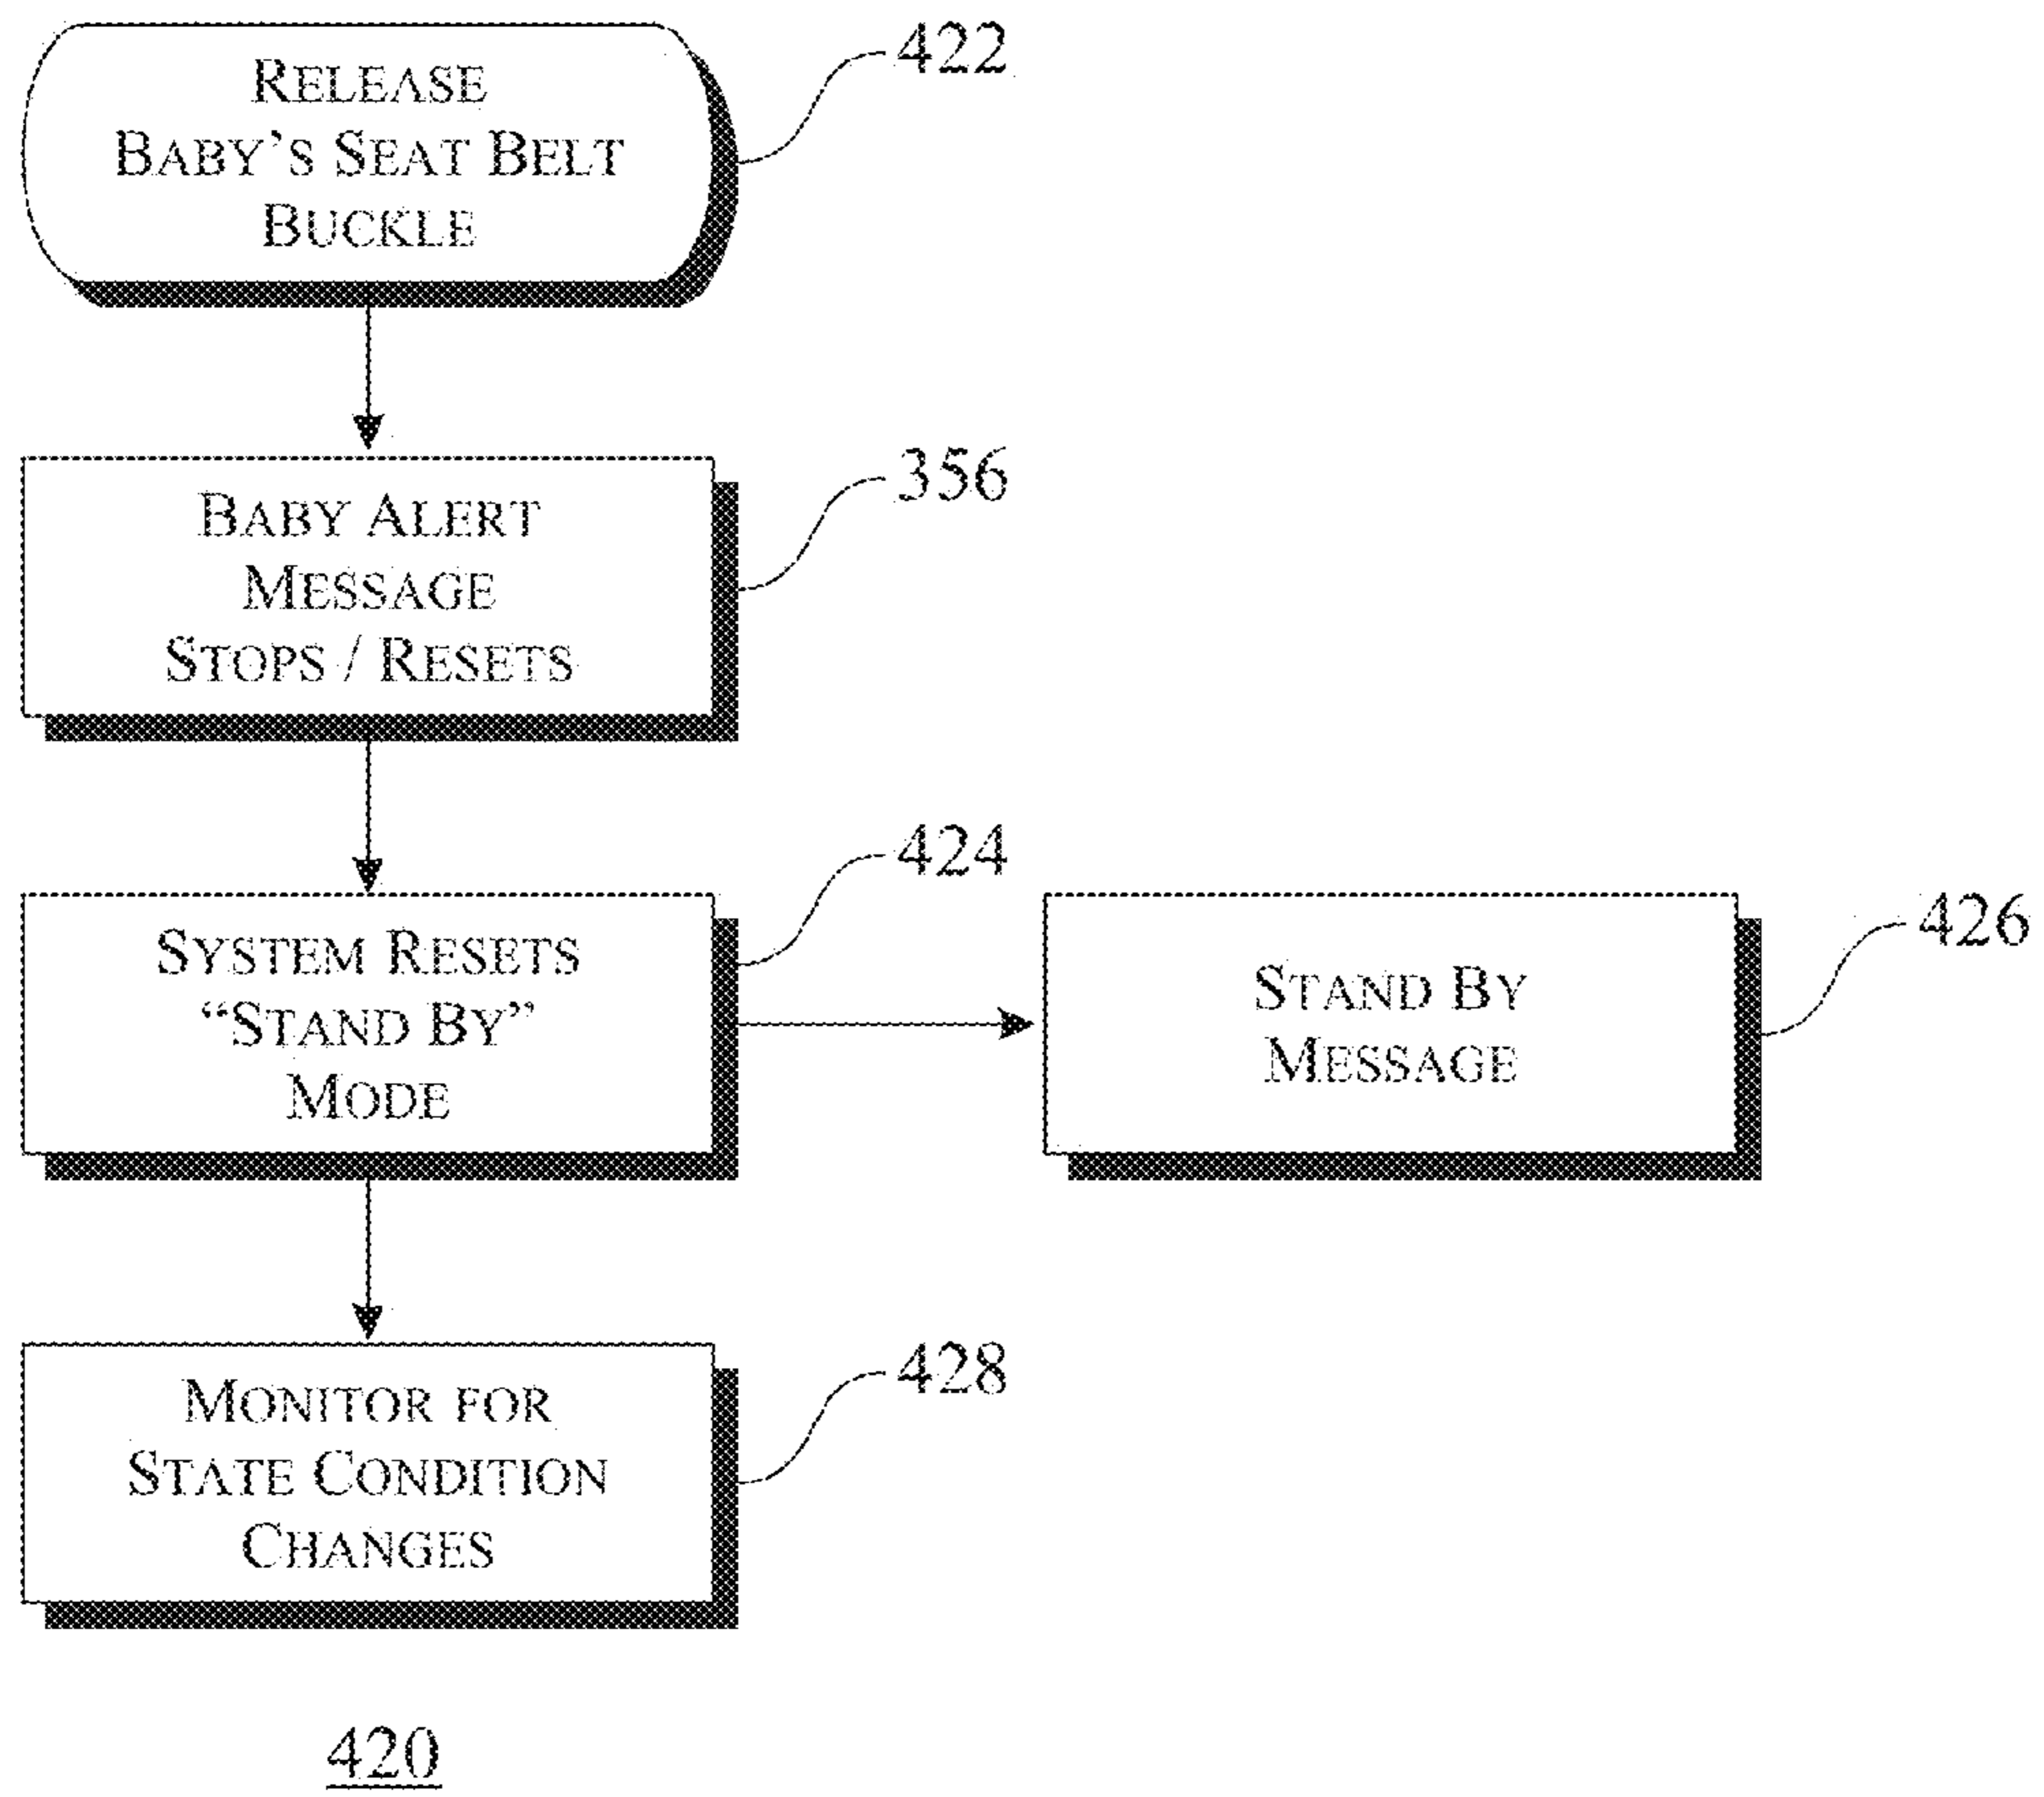 RELEASE
BABY'S SEAT BELT
BUCKLE
422
BABY ALERT
MESSAGE
STOPS / RESETS
356
SYSTEM RESETS
“STAND BY”
MODE
424
STAND BY
MESSAGE
426
MONITOR FOR
STATE CONDITION
CHANGES
428
420